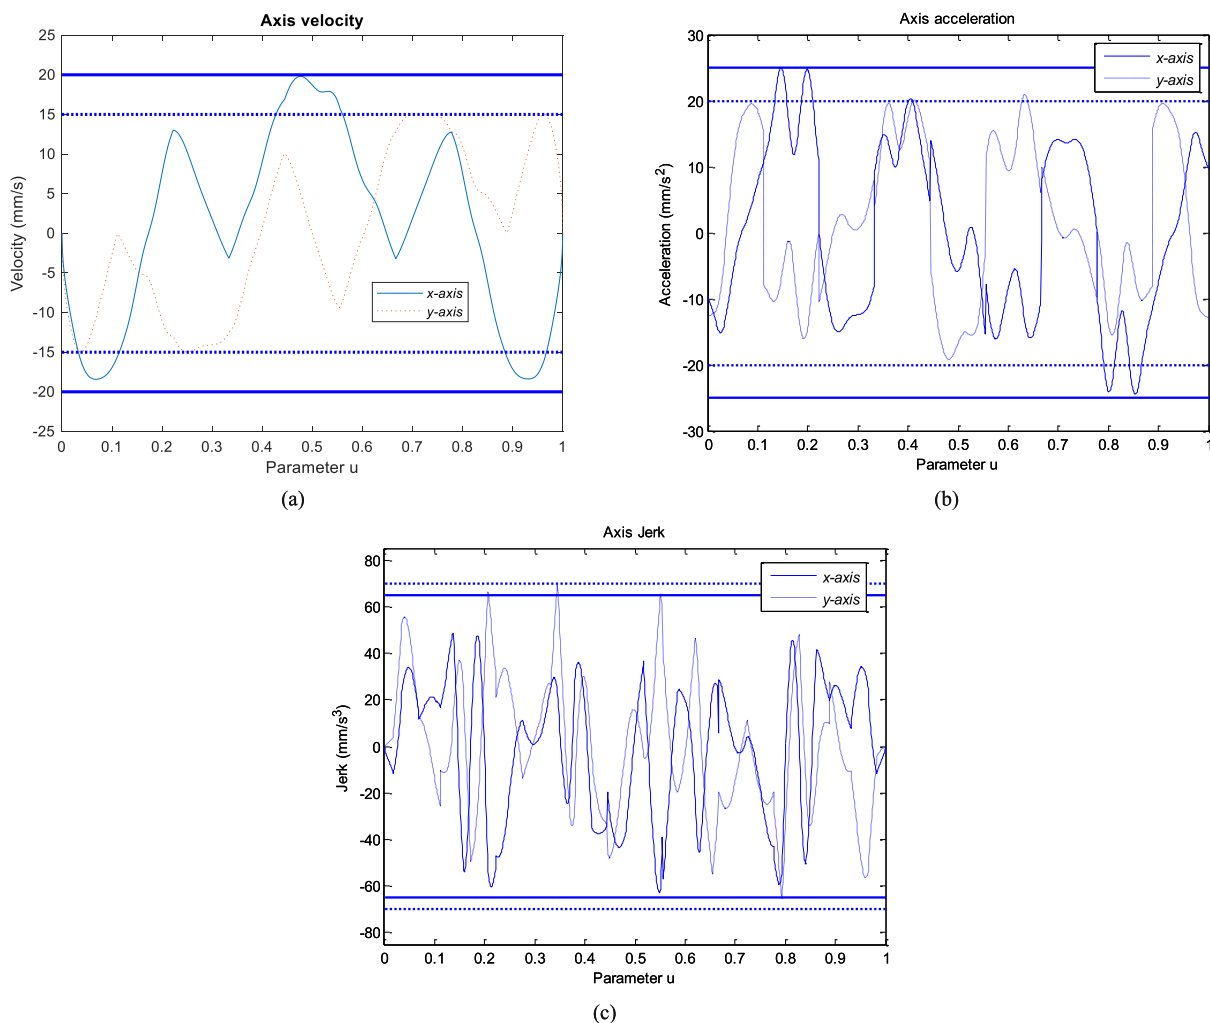 Axis velocity
25
20
15
10
5
0
-5
-10
-15
-20
-25
Velocity (mm/s)
x-axis
y-axis
0 0.1 0.2 0.3 0.4 0.5 0.6 0.7 0.8 0.9 1
Parameter u
(a)
Axis acceleration
30
20
10
0
-10
-20
-30
Acceleration (mm/s²)
x-axis
y-axis
0 0.1 0.2 0.3 0.4 0.5 0.6 0.7 0.8 0.9 1
Parameter u
(b)
Axis Jerk
80
60
40
20
0
-20
-40
-60
-80
Jerk (mm/s³)
x-axis
y-axis
0 0.1 0.2 0.3 0.4 0.5 0.6 0.7 0.8 0.9 1
Parameter u
(c)